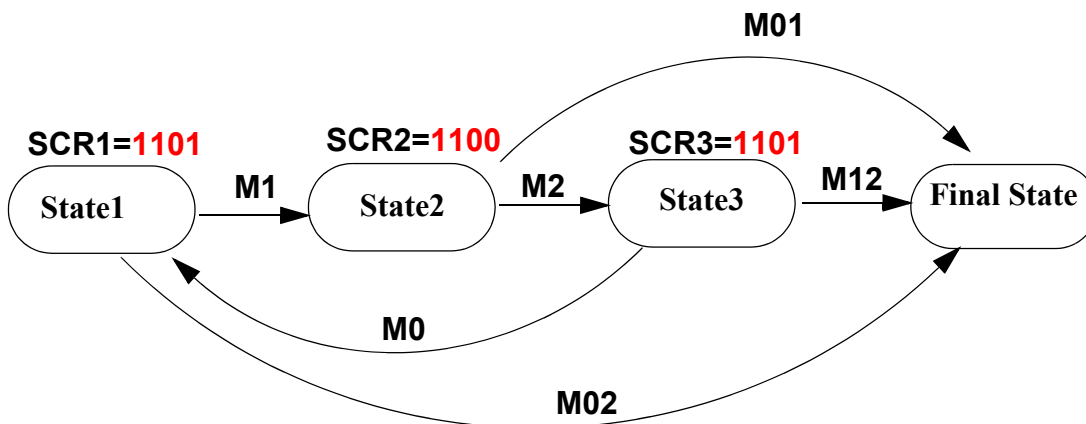 M01
SCR1=1101
SCR2=1100
SCR3=1101
State1
M1
State2
M2
State3
M12
Final State
M0
M02